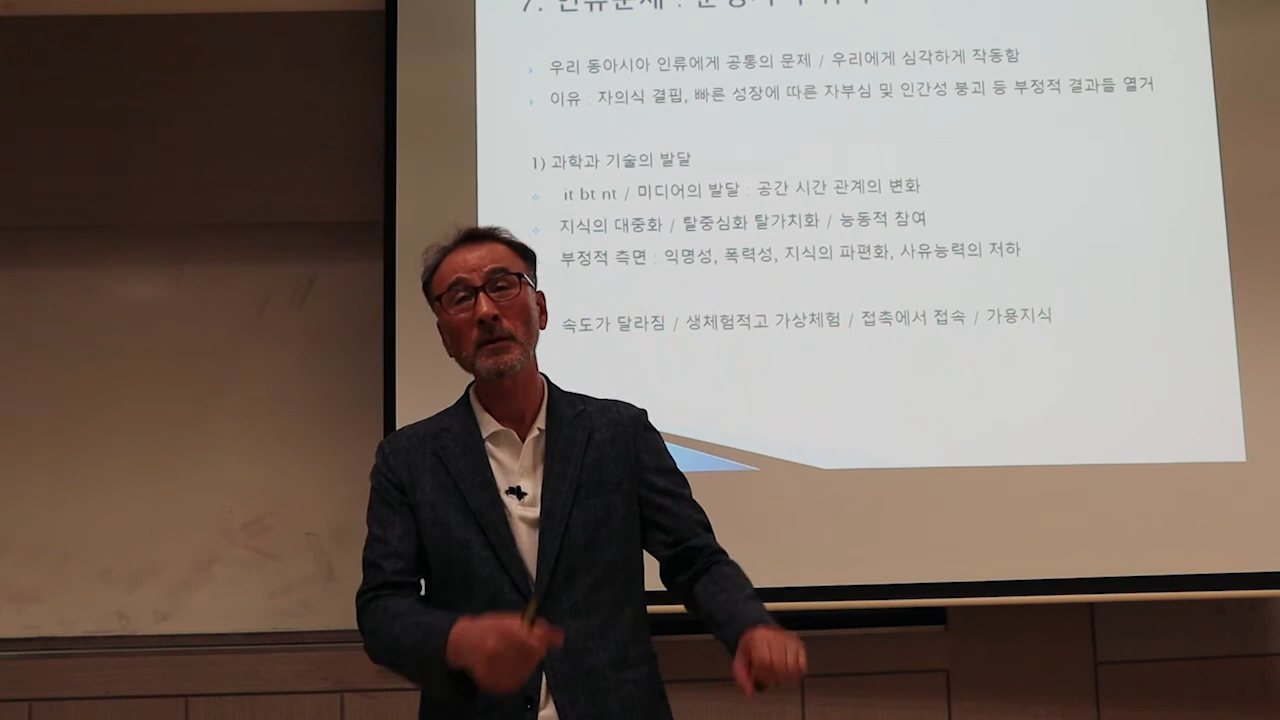 7. 인류문제 :
우리 동아시아 인류에게 공통의 문제 / 우리에게 심각하게 작동함
이유 : 자의식 결핍, 빠른 성장에 따른 자부심 및 인간성 붕괴 등 부정적 결과들 열거
1) 과학과 기술의 발달
it bt nt / 미디어의 발달 : 공간 시간 관계의 변화
지식의 대중화 / 탈중심화 탈가치화 / 능동적 참여
부정적 측면 : 익명성, 폭력성, 지식의 파편화, 사유능력의 저하
속도가 달라짐 / 생체험적고 가상체험 / 접촉에서 접속 / 가용지식